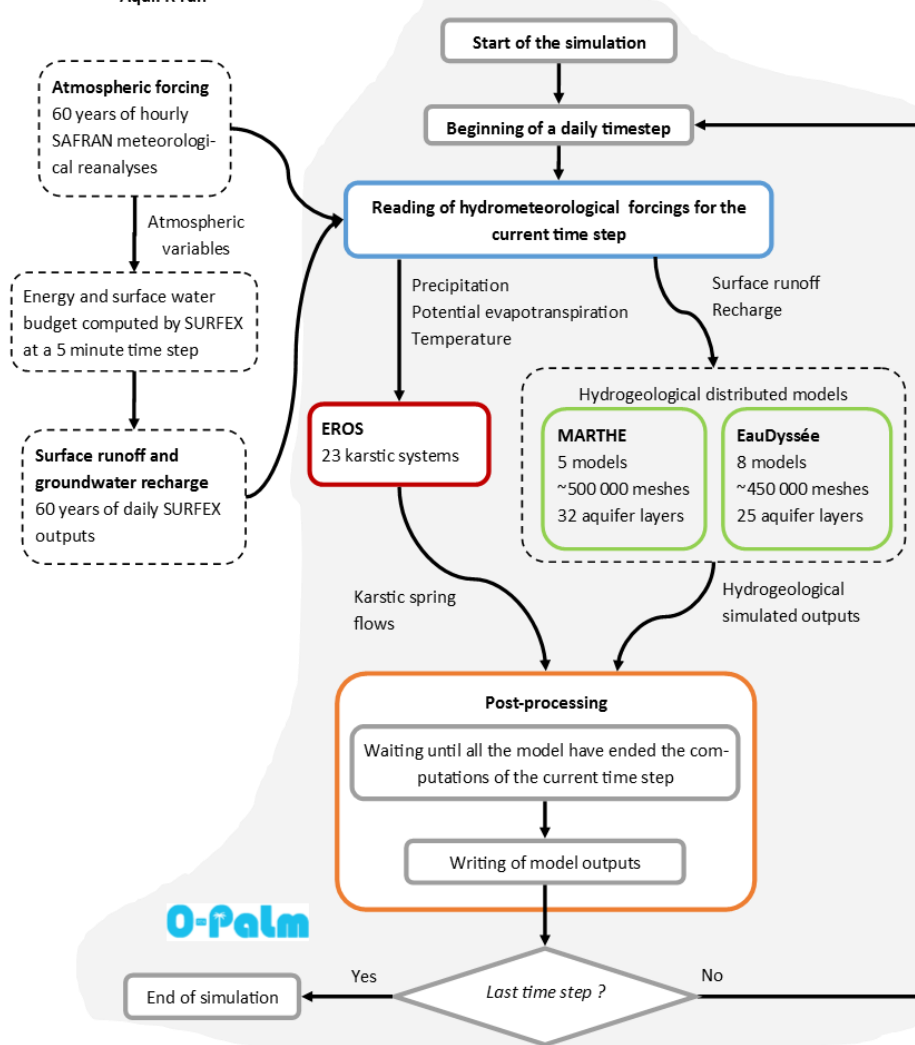 Start of the simulation
Atmospheric forcing
60 years of hourly
SAFRAN meteorologi-
cal reanalyses
Beginning of a daily timestep
Reading of hydrometeorological forcings for the
current time step
Atmospheric
variables
Energy and surface water
budget computed by SURFEX
at a 5 minute time step
Precipitation
Potential evapotranspiration
Temperature
Surface runoff
Recharge
Surface runoff and
groundwater recharge
60 years of daily SURFEX
outputs
EROS
23 karstic systems
Hydrogeological distributed models
MARTHE
5 models
~500 000 meshes
32 aquifer layers
EauDyssée
8 models
~450 000 meshes
25 aquifer layers
Karstic spring
flows
Hydrogeological
simulated outputs
Post-processing
Waiting until all the model have ended the com-
putations of the current time step
Writing of model outputs
O-PaLm
Last time step ?
Yes
No
End of simulation